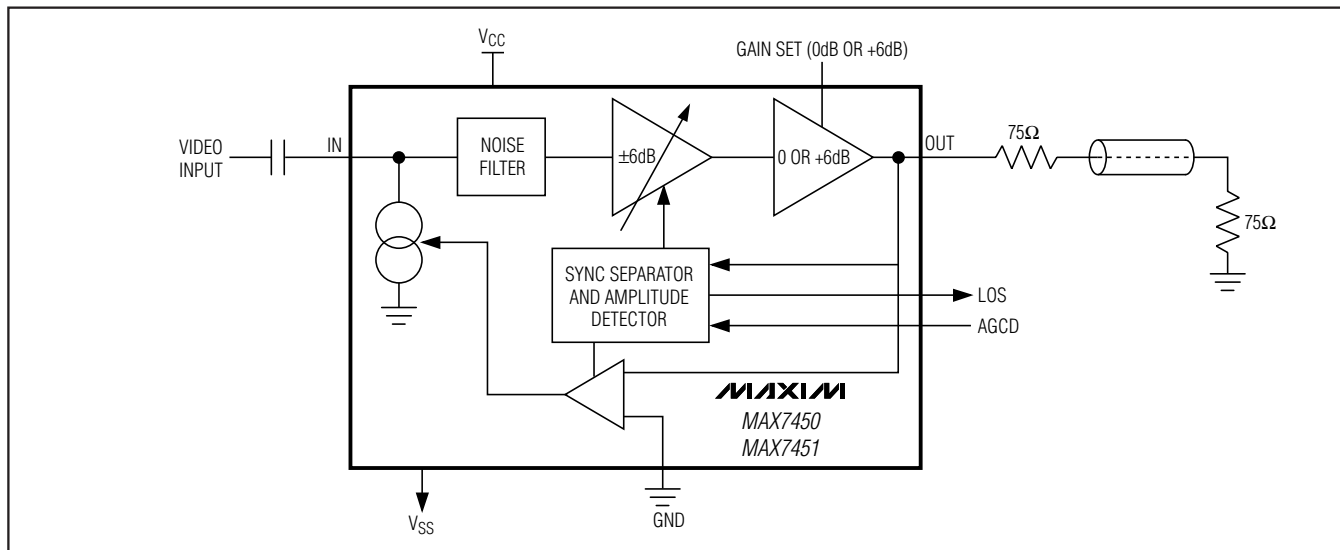 VCC
GAIN SET (0dB OR +6dB)
VIDEO
INPUT
IN
NOISE
FILTER
±6dB
0 OR +6dB
OUT
75Ω
75Ω
SYNC SEPARATOR
AND AMPLITUDE
DETECTOR
LOS
AGCD
MAXIM
MAX7450
MAX7451
VSS
GND